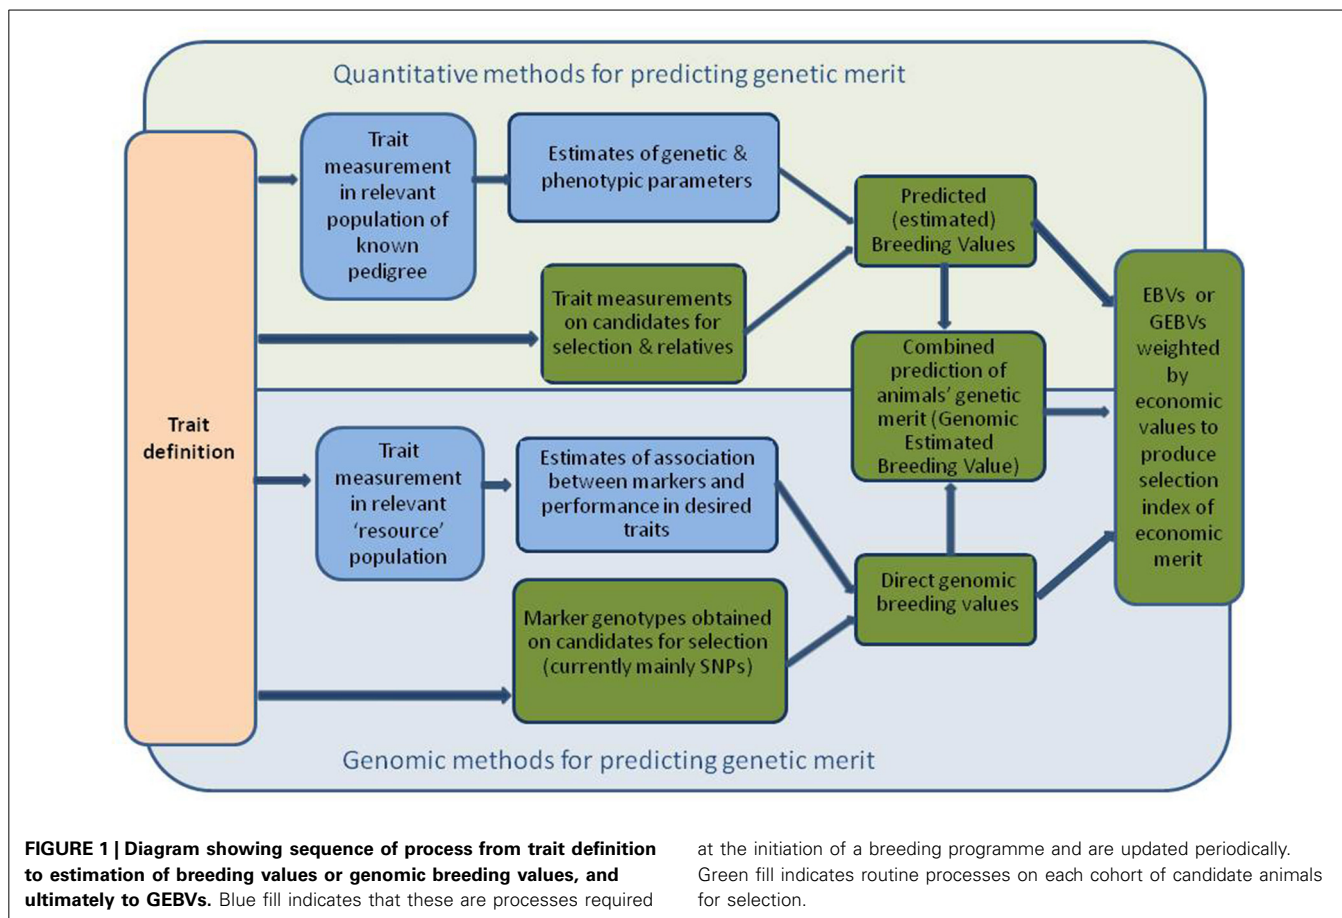 Quantitative methods for predicting genetic merit
Trait
measurement
in relevant
population of
known
pedigree
Estimates of genetic &
phenotypic parameters
Predicted
(estimated)
Breeding Values
Trait measurements
on candidates for
selection & relatives
Combined
prediction of
animals' genetic
merit (Genomic
Estimated
Breeding Value)
EBVs or
GEBVs
weighted
by
economic
values to
produce
selection
index of
economic
merit
Trait
definition
Trait
measurement
in relevant
‘resource’
population
Estimates of association
between markers and
performance in desired
traits
Direct genomic
breeding values
Marker genotypes obtained
on candidates for selection
(currently mainly SNPs)
Genomic methods for predicting genetic merit
FIGURE 1 | Diagram showing sequence of process from trait definition
to estimation of breeding values or genomic breeding values, and
ultimately to GEBVs. Blue fill indicates that these are processes required
at the initiation of a breeding programme and are updated periodically.
Green fill indicates routine processes on each cohort of candidate animals
for selection.